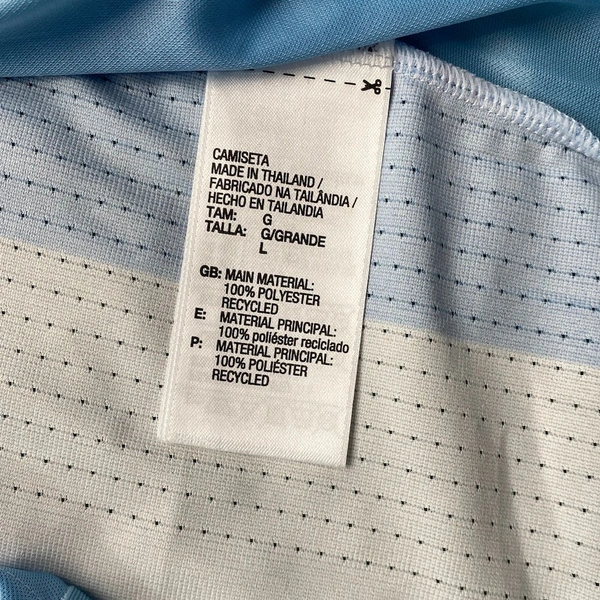 CAMISETA
MADE IN THAILAND /
FABRICADO NA TAILÂNDIA /
HECHO EN TAILANDIA
TAM: G
TALLA: G/GRANDE
L
GB: MAIN MATERIAL:
100% POLYESTER
RECYCLED
E: MATERIAL PRINCIPAL:
100% poliéster reciclado
P: MATERIAL PRINCIPAL:
100% POLIÉSTER
RECYCLED